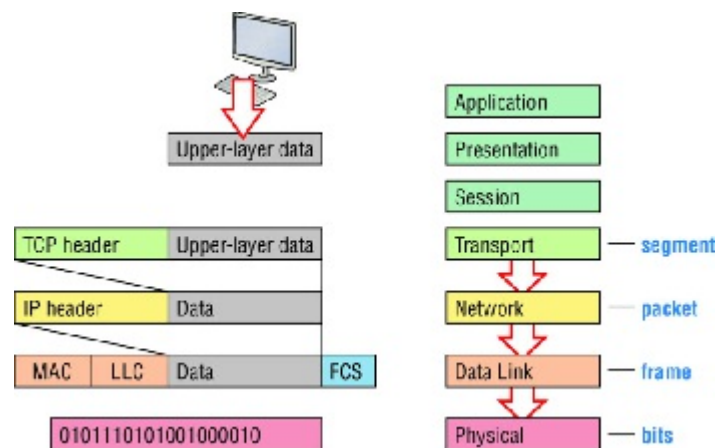 Application
Upper-layer data
Presentation
Session
TCP header
Upper-layer data
Transport
segment
IP header
Data
Network
packet
MAC
LLC
Data
FCS
Data Link
frame
0101110101001000010
Physical
bits